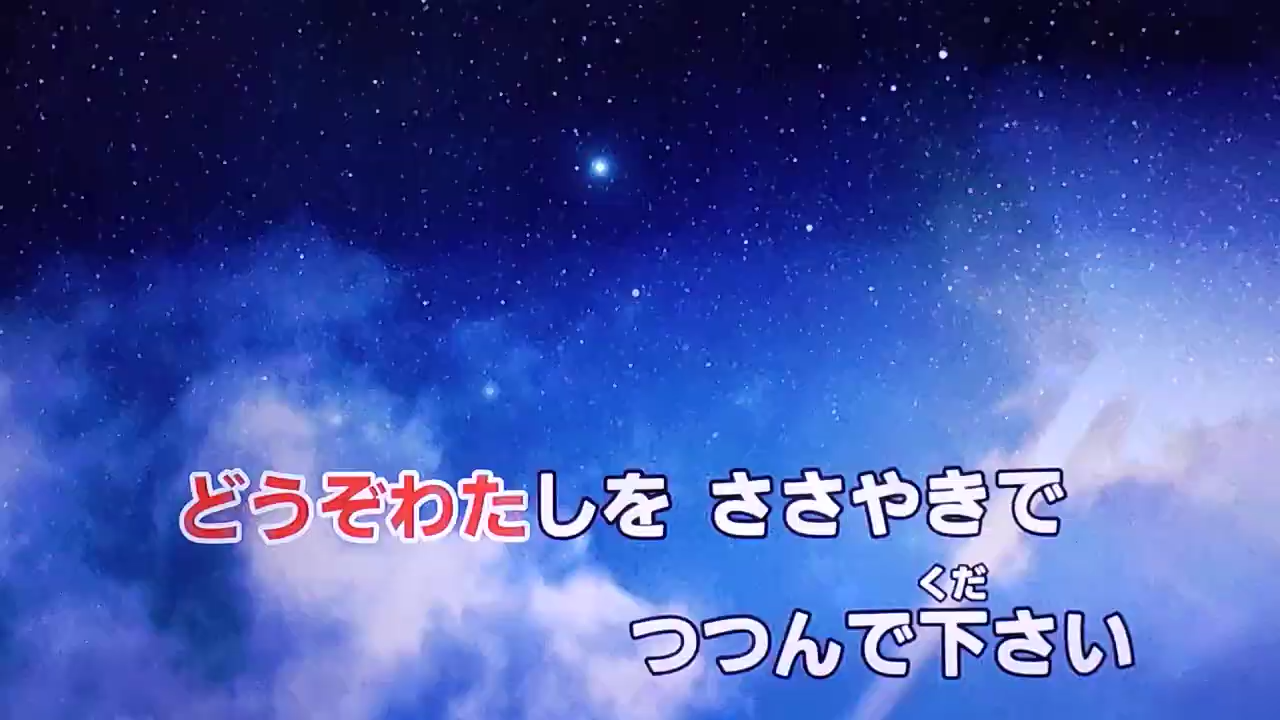 どうぞわたしを ささやきで
くだ
つつんで下さい